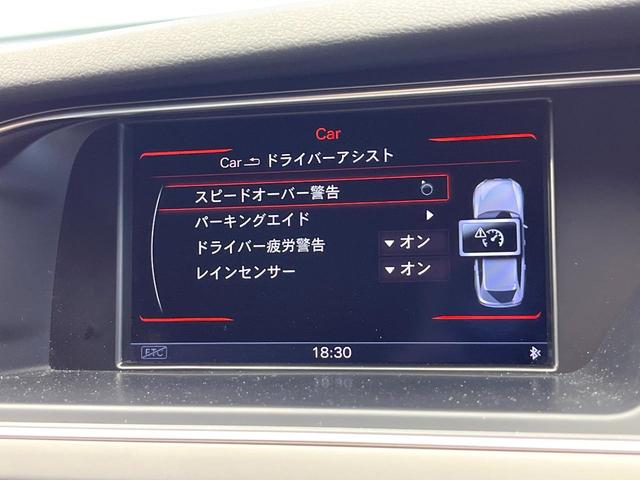 Car
Car ドライバーアシスト
スピードオーバー警告
パーキングエイド
ドライバー疲労警告 オン
レインセンサー オン
ETC 18:30